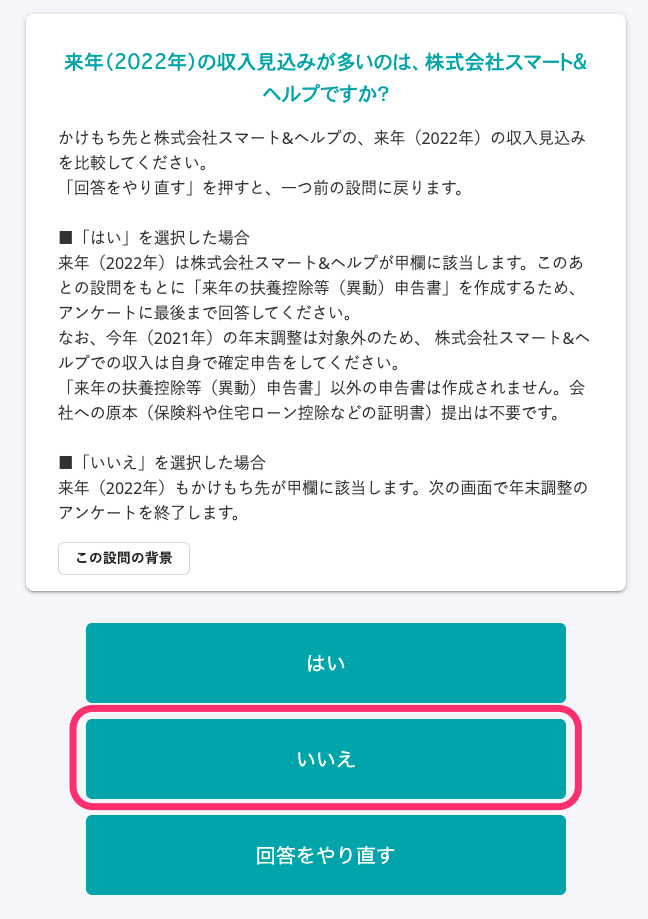 来年（2022年）の収入見込みが多いのは、株式会社スマート&
ヘルプですか?
かけもち先と株式会社スマート&ヘルプの、来年（2022年）の収入見込み
を比較してください。
「回答をやり直す」を押すと、一つ前の設問に戻ります。
■「はい」を選択した場合
来年（2022年）は株式会社スマート&ヘルプが甲欄に該当します。このあ
との設問をもとに「来年の扶養控除等（異動）申告書」を作成するため、
アンケートに最後まで回答してください。
なお、今年（2021年）の年末調整は対象外のため、 株式会社スマート&ヘ
ルプでの収入は自身で確定申告をしてください。
「来年の扶養控除等（異動）申告書」以外の申告書は作成されません。会
社への原本（保険料や住宅ローン控除などの証明書）提出は不要です。
■「いいえ」を選択した場合
来年（2022年）もかけもち先が甲欄に該当します。次の画面で年末調整の
アンケートを終了します。
この設問の背景
はい
いいえ
回答をやり直す